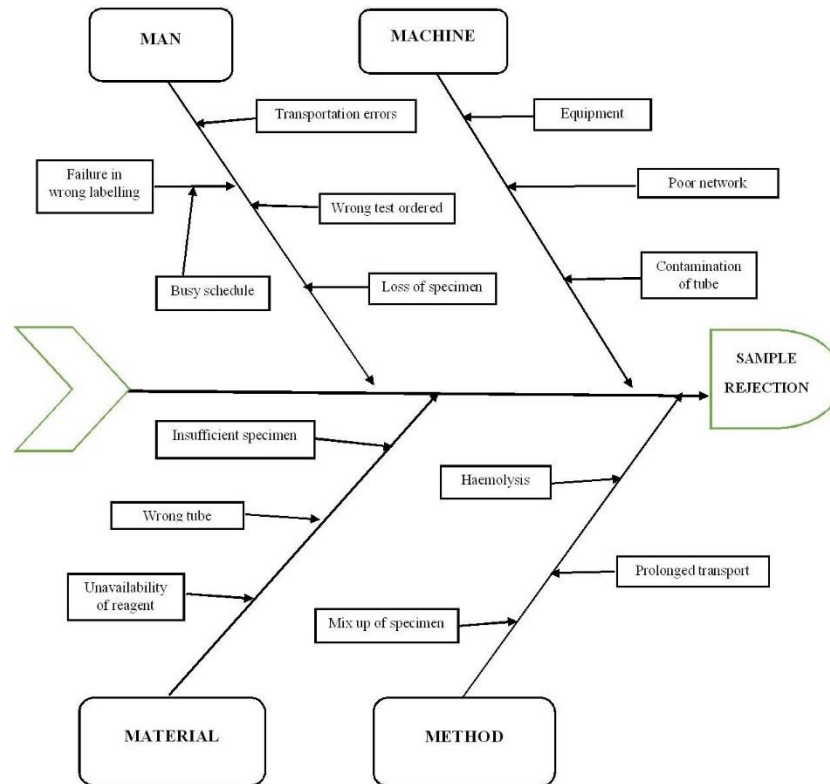 MAN
MACHINE
Transportation errors
Equipment
Failure in
wrong labelling
Poor network
Wrong test ordered
Busy schedule
Loss of specimen
Contamination
of tube
SAMPLE
REJECTION
Insufficient specimen
Haemolysis
Wrong tube
Prolonged transport
Unavailability
of reagent
Mix up of specimen
MATERIAL
METHOD